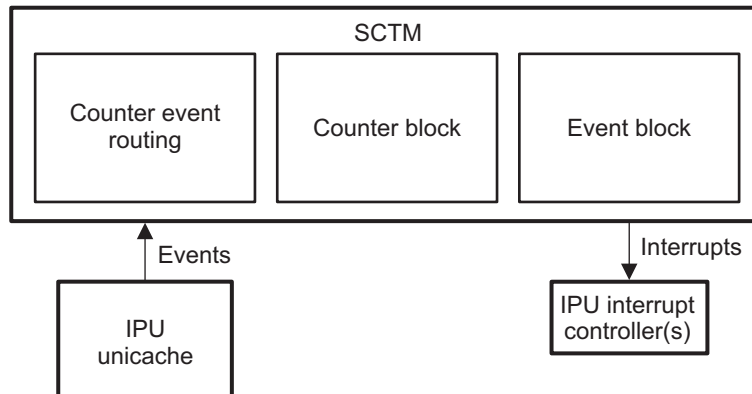 SCTM
Counter event
routing
Counter block
Event block
Events
Interrupts
IPU
unicache
IPU interrupt
controller(s)